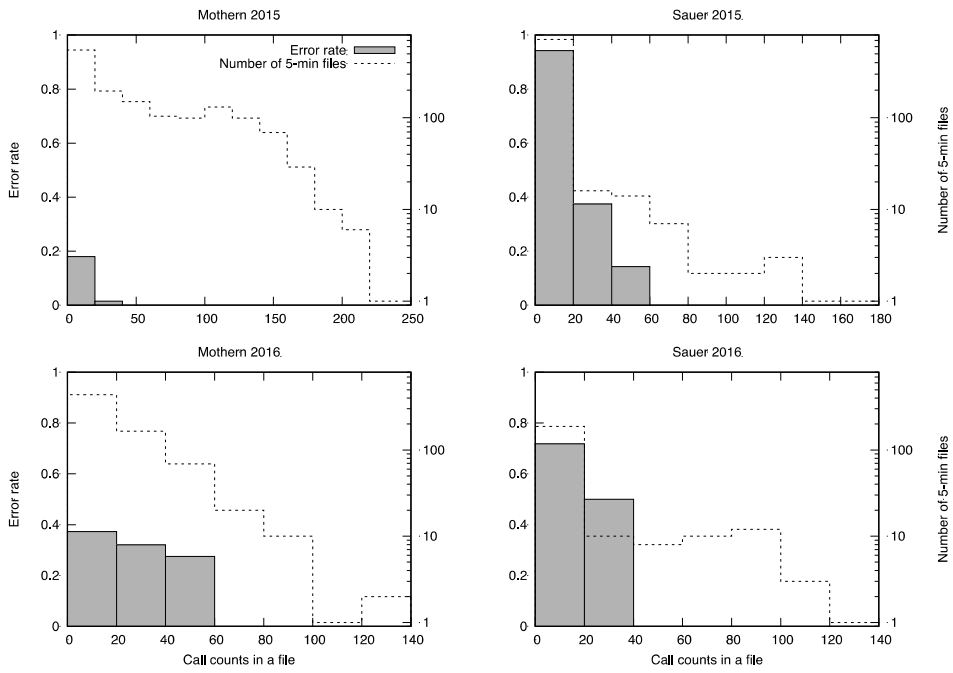 Mothern 2015
Sauer 2015
Error rate
Number of 5-min files
1
0.8
0.6
0.4
0.2
0
100
10
1
0 50 100 150 200 250
Error rate
1
0.8
0.6
0.4
0.2
0
100
10
1
0 20 40 60 80 100 120 140 160 180
Number of 5-min files
Mothern 2016
Sauer 2016
1
0.8
0.6
0.4
0.2
0
100
10
1
0 20 40 60 80 100 120 140
Error rate
Call counts in a file
1
0.8
0.6
0.4
0.2
0
100
10
1
0 20 40 60 80 100 120 140
Number of 5-min files
Call counts in a file